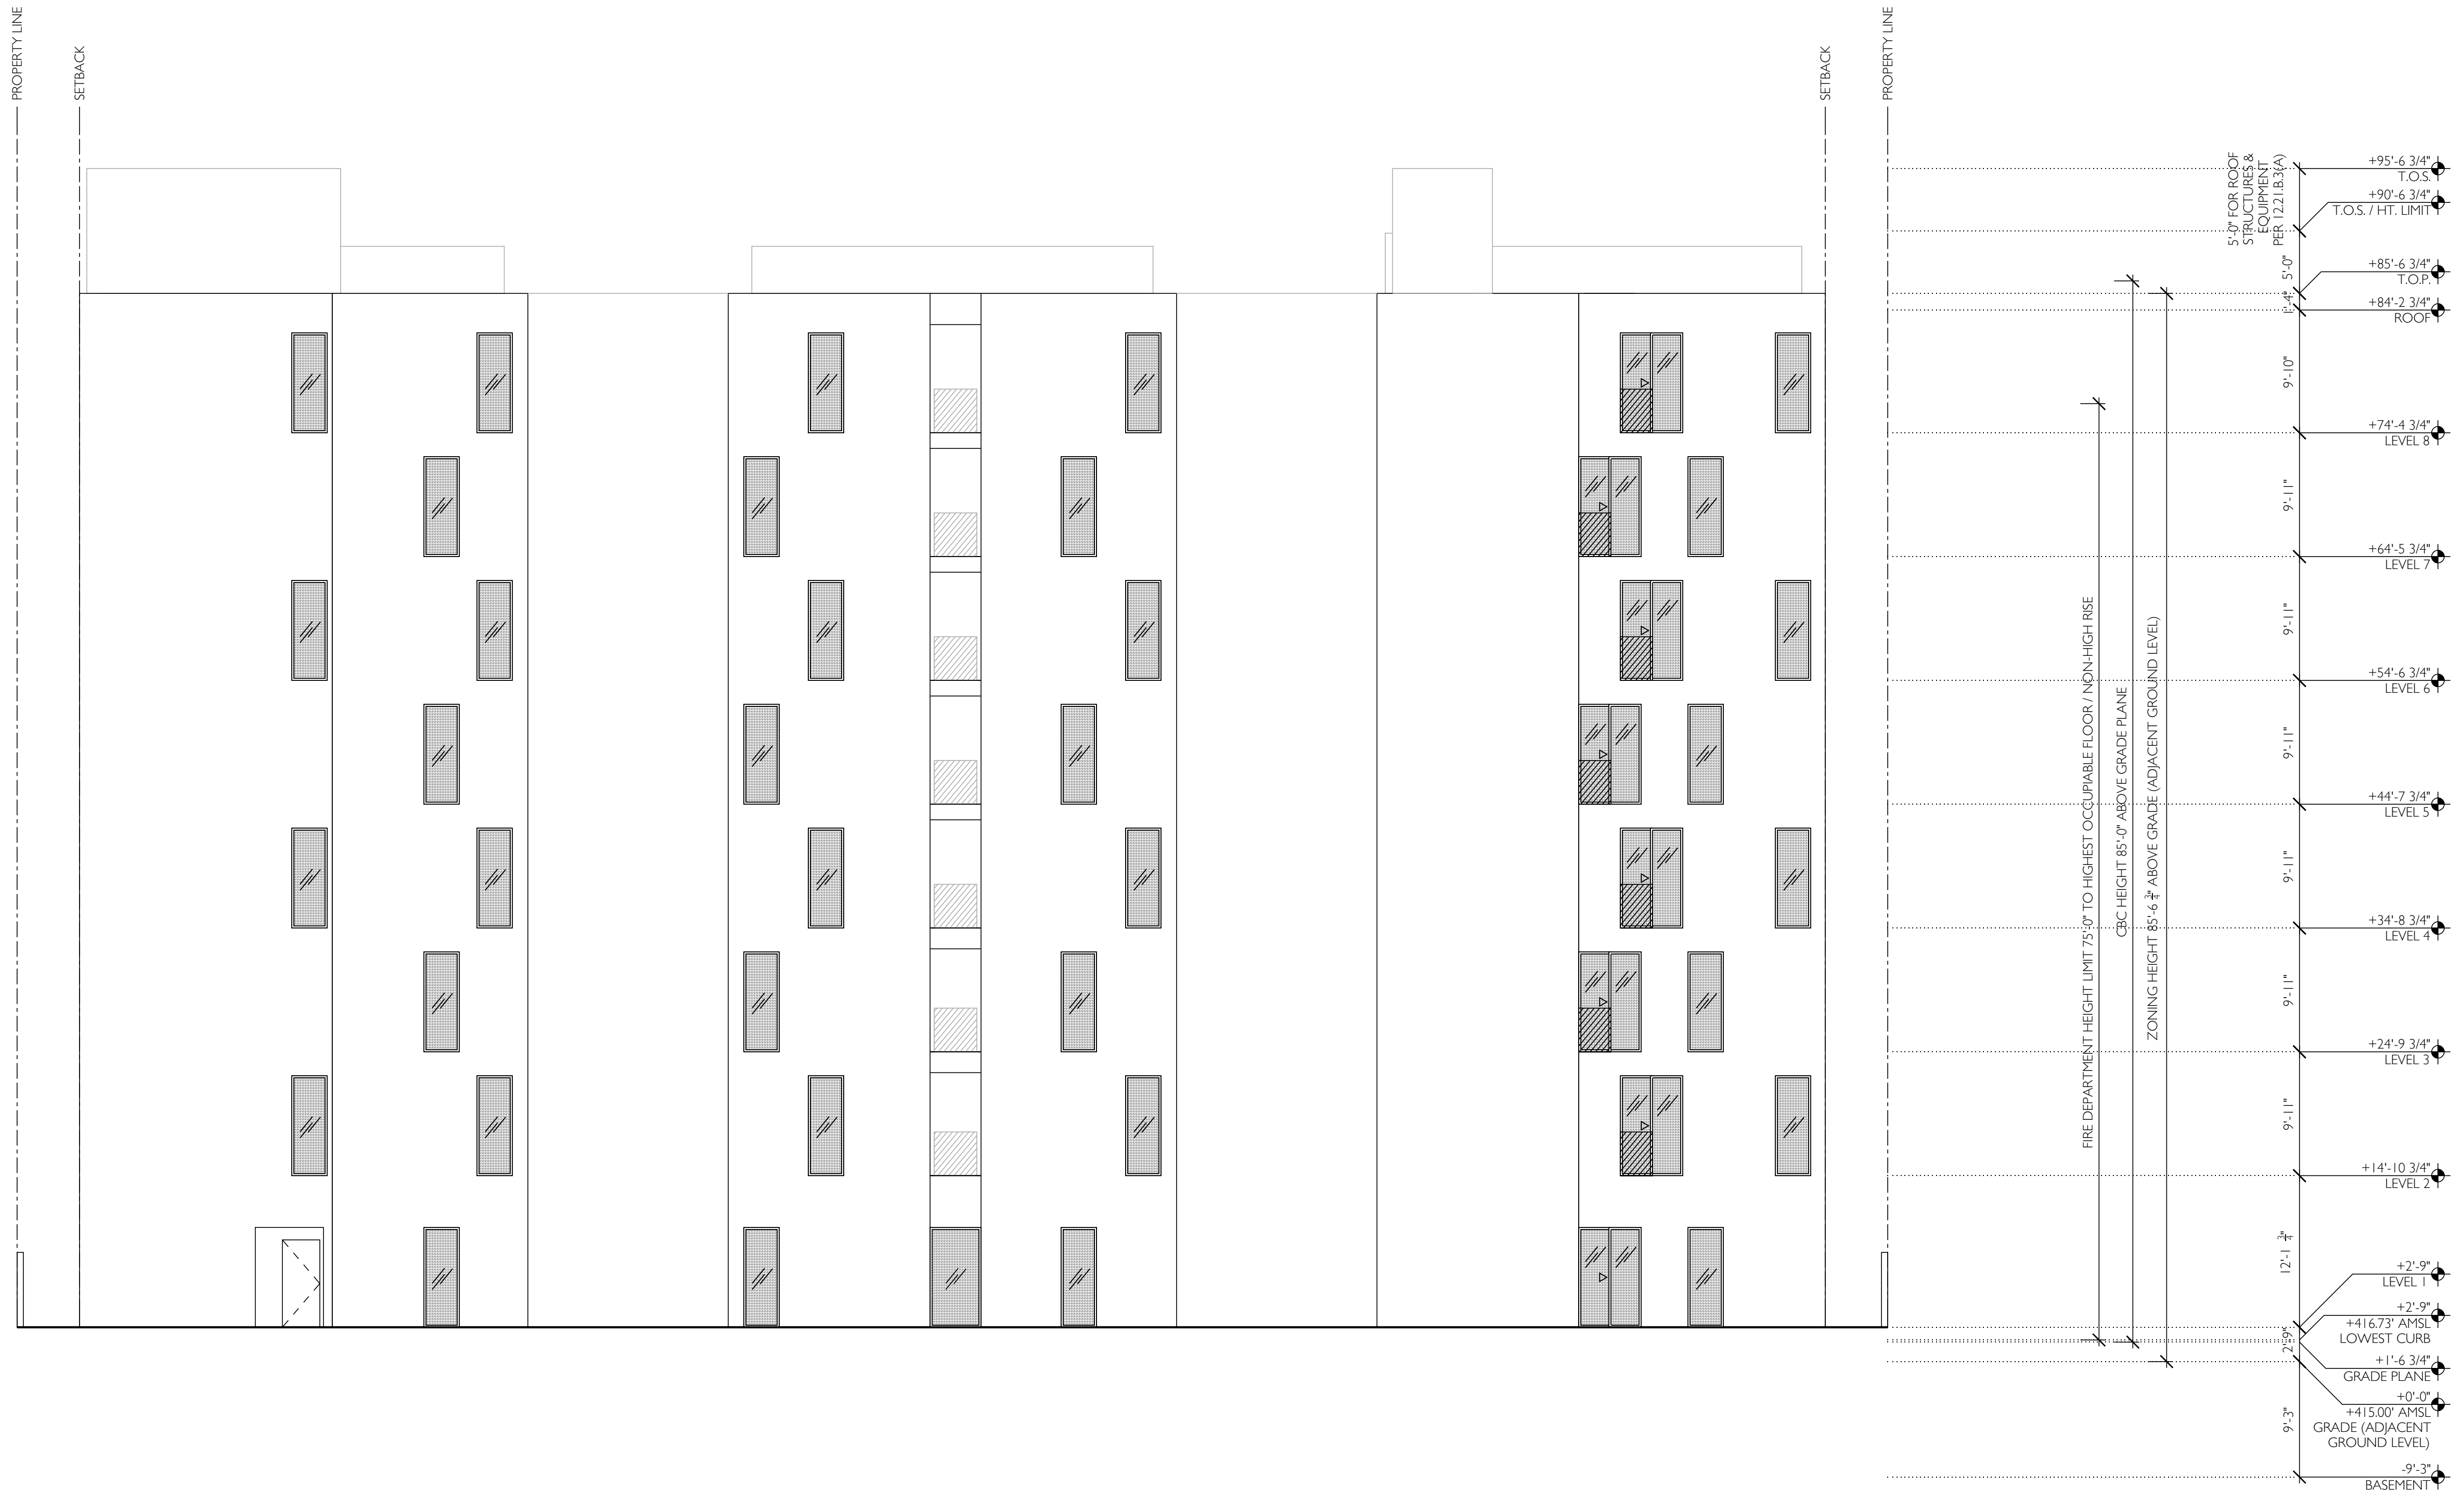 PROPERTY LINE
SETBACK
SETBACK
PROPERTY LINE
5'-0" FOR ROOF
STRUCTURES &
EQUIPMENT
PER 12.21.B.3(A)
+95'-6 3/4"
T.O.S.
+90'-6 3/4"
T.O.S. / HT. LIMIT
5'-0"
+85'-6 3/4"
T.O.P.
1'-4"
+84'-2 3/4"
ROOF
9'-10"
+74'-4 3/4"
LEVEL 8
9'-11"
+64'-5 3/4"
LEVEL 7
9'-11"
+54'-6 3/4"
LEVEL 6
9'-11"
+44'-7 3/4"
LEVEL 5
9'-11"
+34'-8 3/4"
LEVEL 4
9'-11"
+24'-9 3/4"
LEVEL 3
9'-11"
+14'-10 3/4"
LEVEL 2
12'-1 3/4"
+2'-9"
LEVEL 1
+2'-9"
+416.73' AMSL
LOWEST CURB
2'-9"
+1'-6 3/4"
GRADE PLANE
+0'-0"
+415.00' AMSL
GRADE (ADJACENT
GROUND LEVEL)
9'-3"
-9'-3"
BASEMENT
FIRE DEPARTMENT HEIGHT LIMIT 75'-0" TO HIGHEST OCCUPIABLE FLOOR / NON-HIGH RISE
CBC HEIGHT 85'-0" ABOVE GRADE PLANE
ZONING HEIGHT 85'-6 3/4" ABOVE GRADE (ADJACENT GROUND LEVEL)